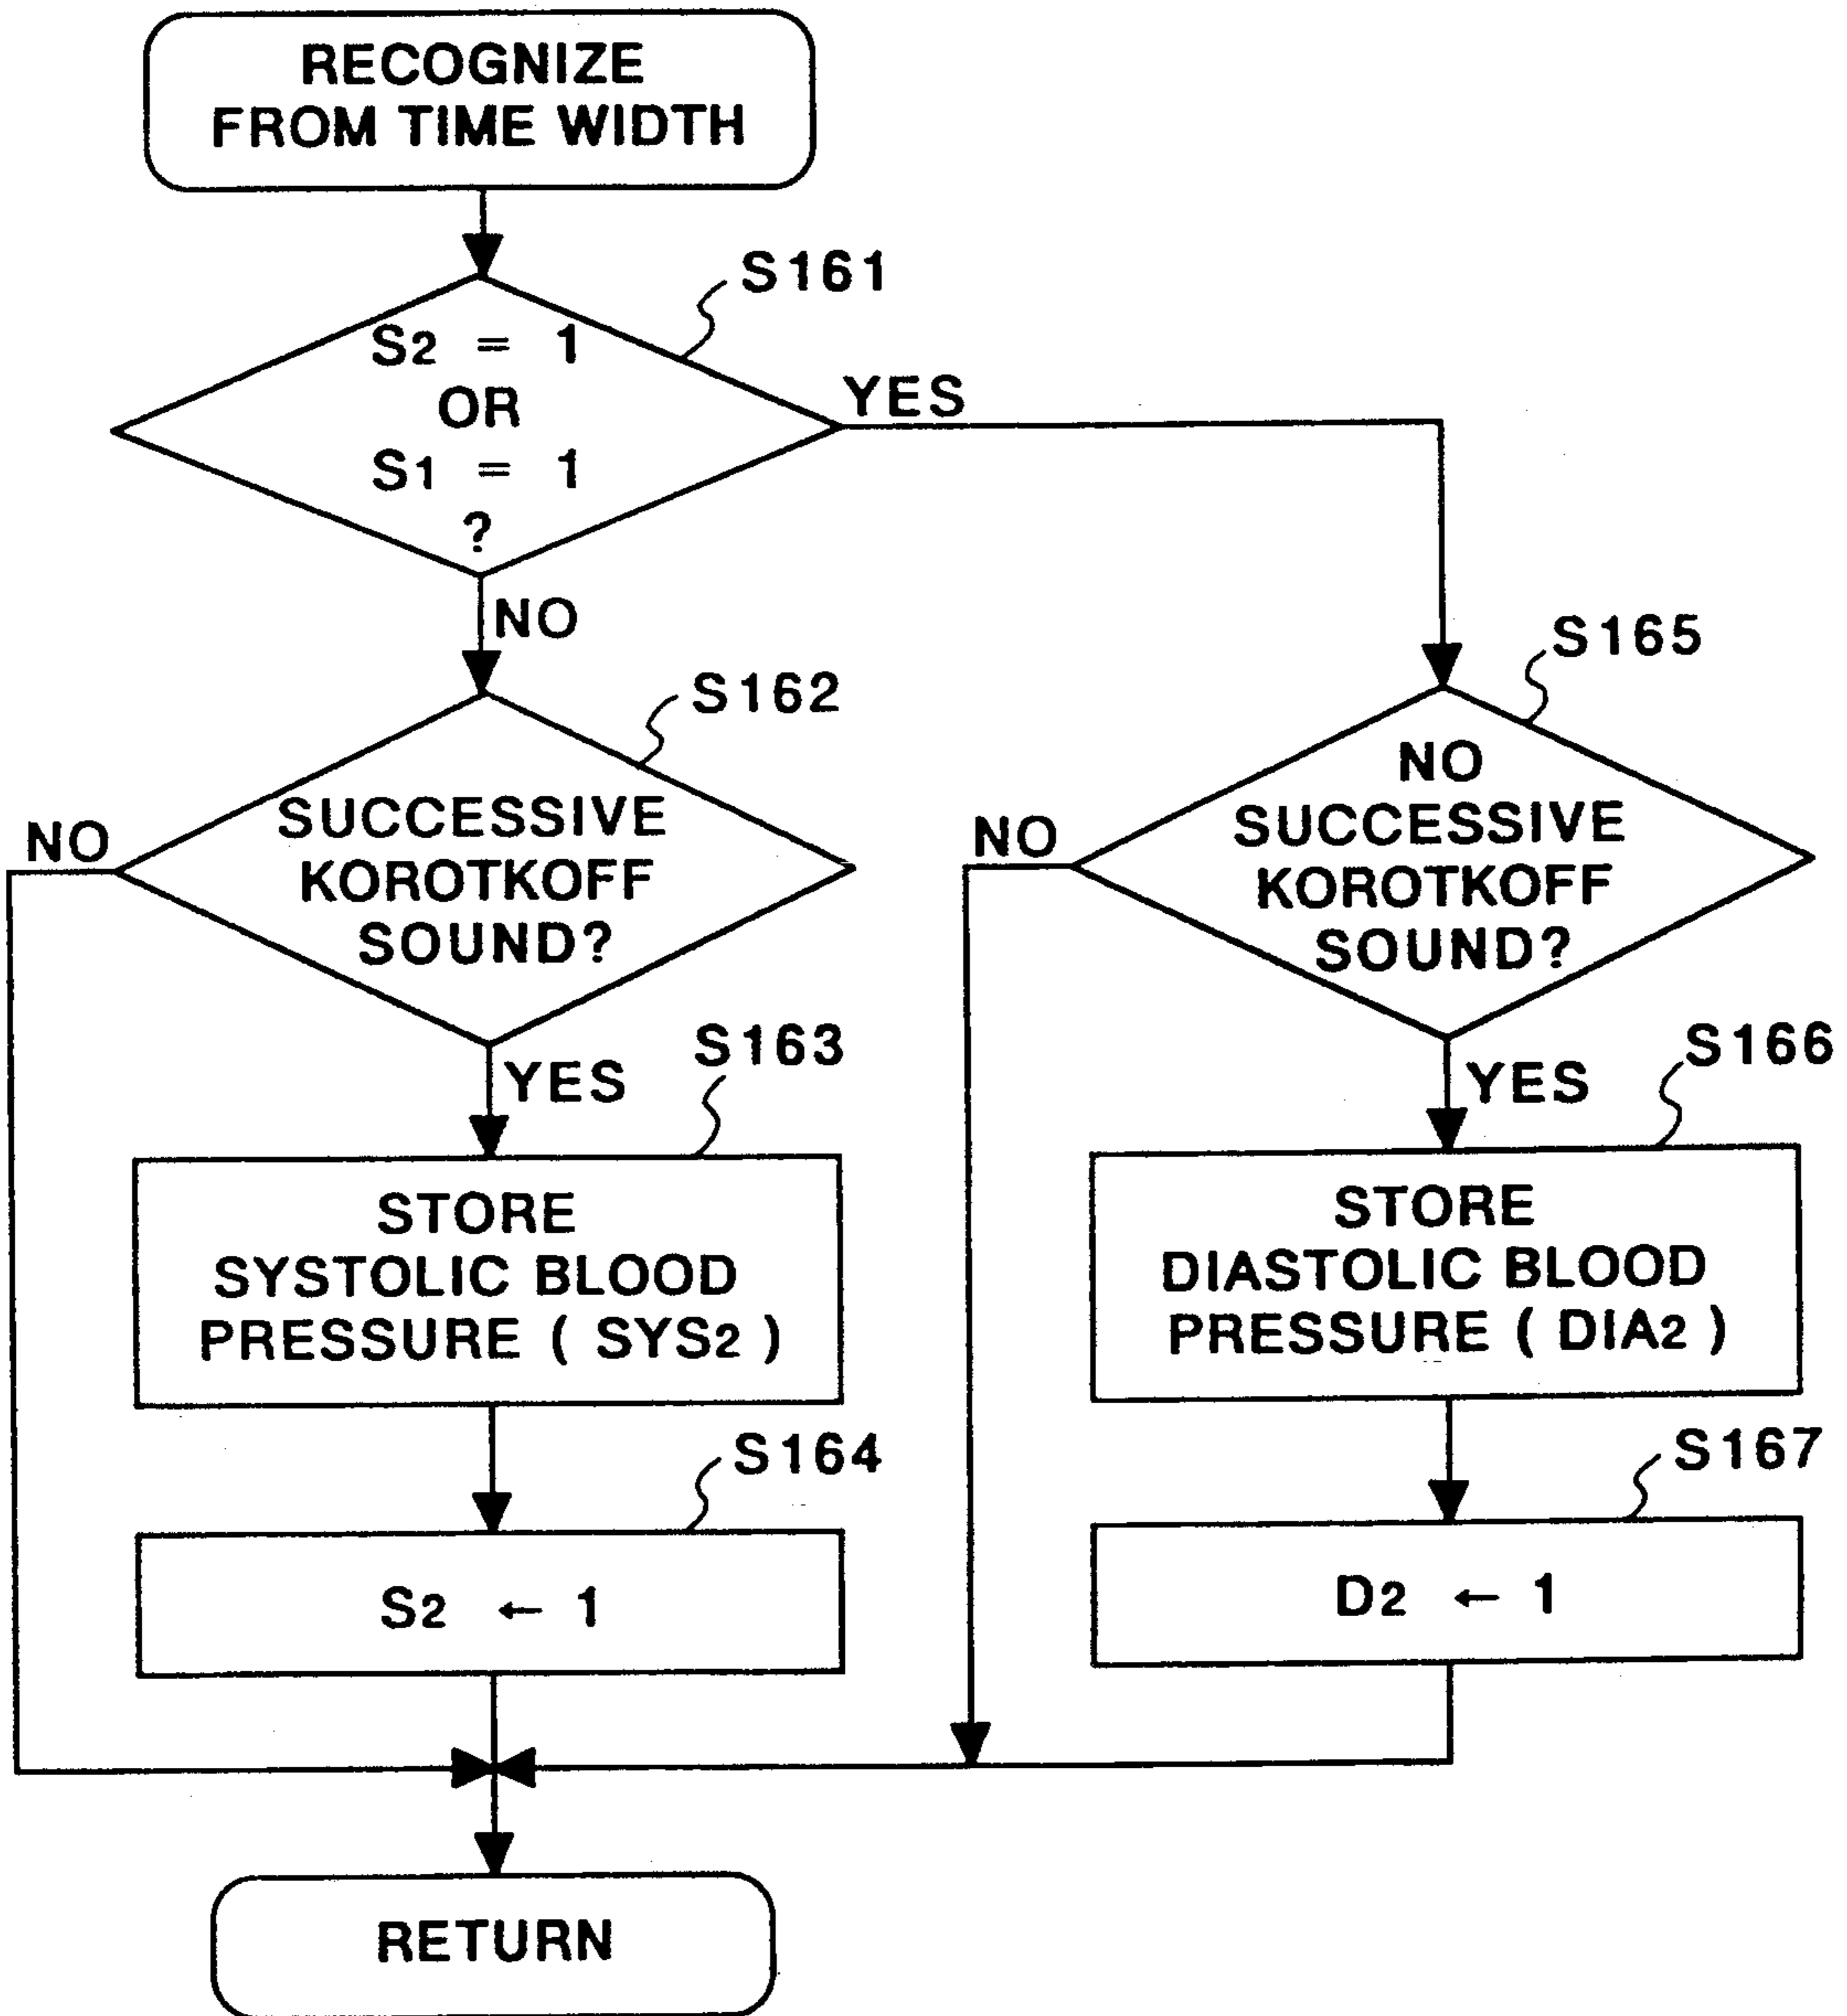 RECOGNIZE
FROM TIME WIDTH
S161
S2 = 1
OR
S1 = 1
?
YES
NO
S162
SUCCESSIVE
KOROTKOFF
SOUND?
NO
YES
S163
STORE
SYSTOLIC BLOOD
PRESSURE ( SYS2 )
S164
S2 ← 1
S165
NO
SUCCESSIVE
KOROTKOFF
SOUND?
NO
YES
S166
STORE
DIASTOLIC BLOOD
PRESSURE ( DIA2 )
S167
D2 ← 1
RETURN